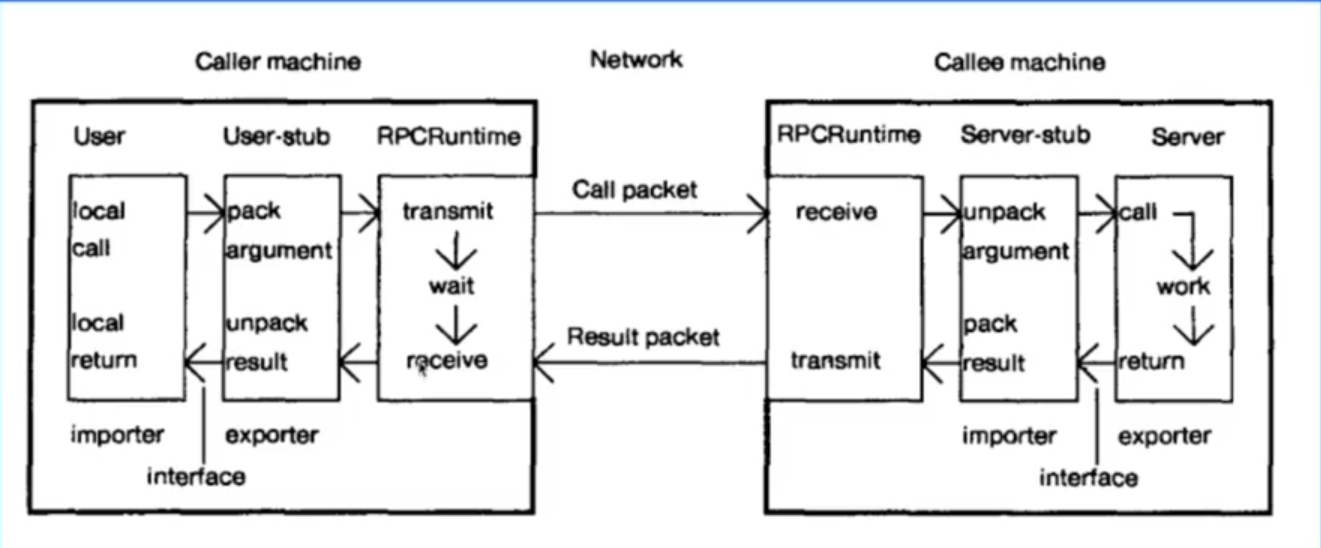 Caller machine
Network
Callee machine
User
User-stub
RPCRuntime
RPCRuntime
Server-stub
Server
local
call
pack
argument
transmit
wait
Call packet
receive
unpack
argument
call
work
local
return
unpack
result
receive
Result packet
transmit
pack
result
return
importer
exporter
interface
importer
exporter
interface